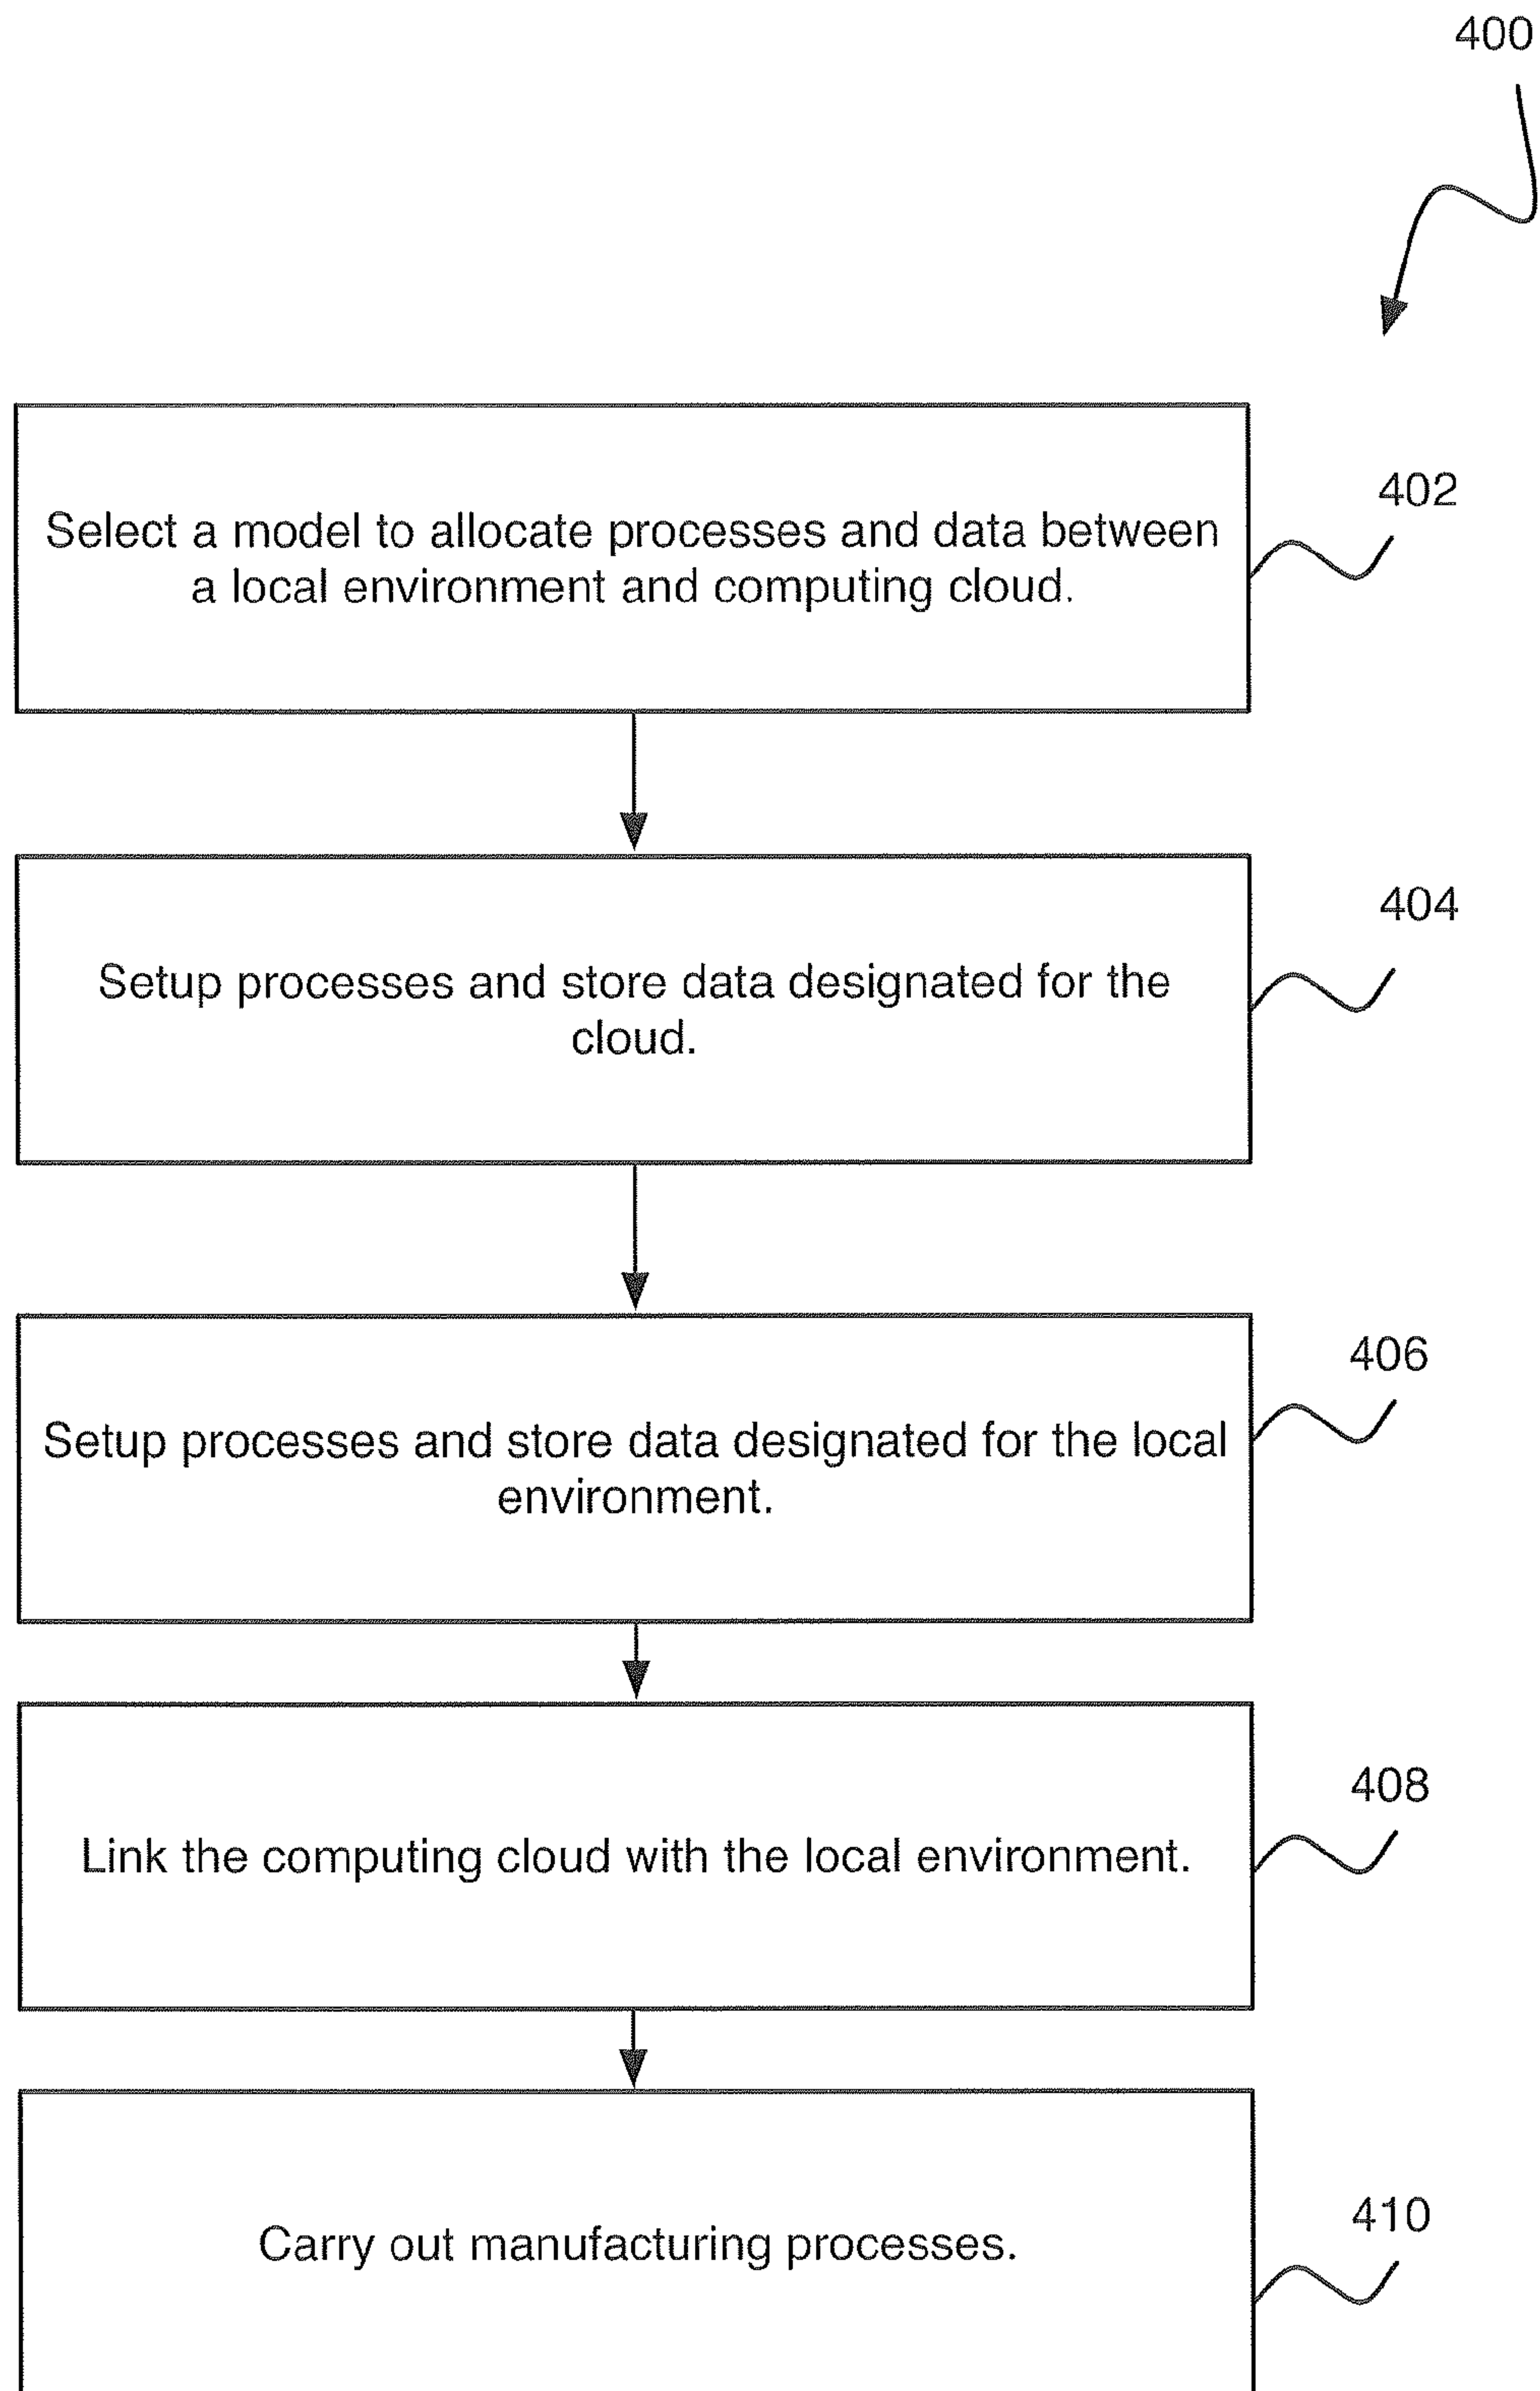 400
402
Select a model to allocate processes and data between
a local environment and computing cloud.
404
Setup processes and store data designated for the
cloud.
406
Setup processes and store data designated for the local
environment.
408
Link the computing cloud with the local environment.
410
Carry out manufacturing processes.